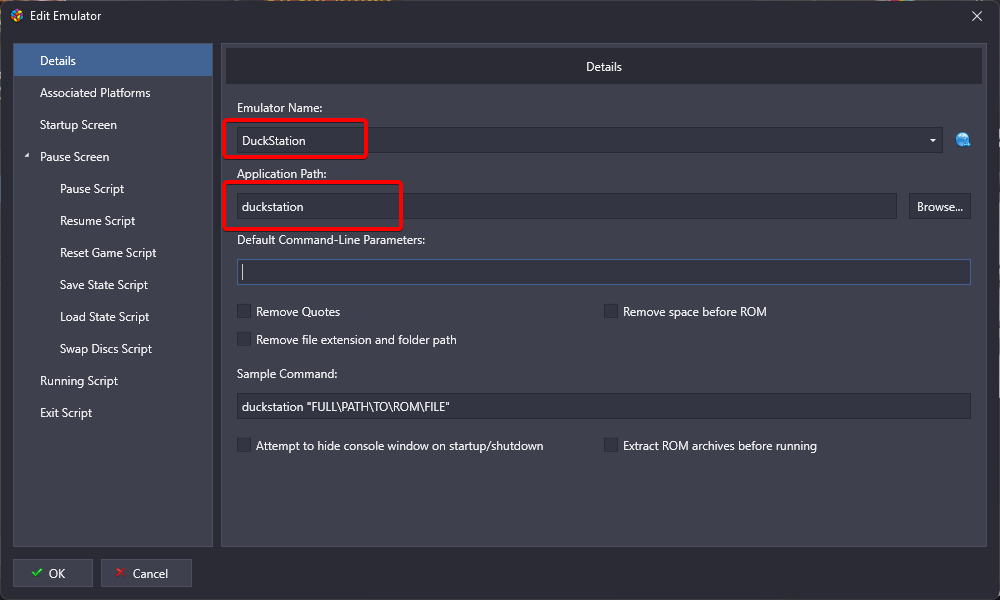 Edit Emulator
Details
Associated Platforms
Startup Screen
Pause Screen
Pause Script
Resume Script
Reset Game Script
Save State Script
Load State Script
Swap Discs Script
Running Script
Exit Script
Details
Emulator Name:
DuckStation
Application Path:
duckstation
Browse...
Default Command-Line Parameters:
Remove Quotes
Remove space before ROM
Remove file extension and folder path
Sample Command:
duckstation "FULL\PATH\TO\ROM\FILE"
Attempt to hide console window on startup/shutdown
Extract ROM archives before running
OK
Cancel